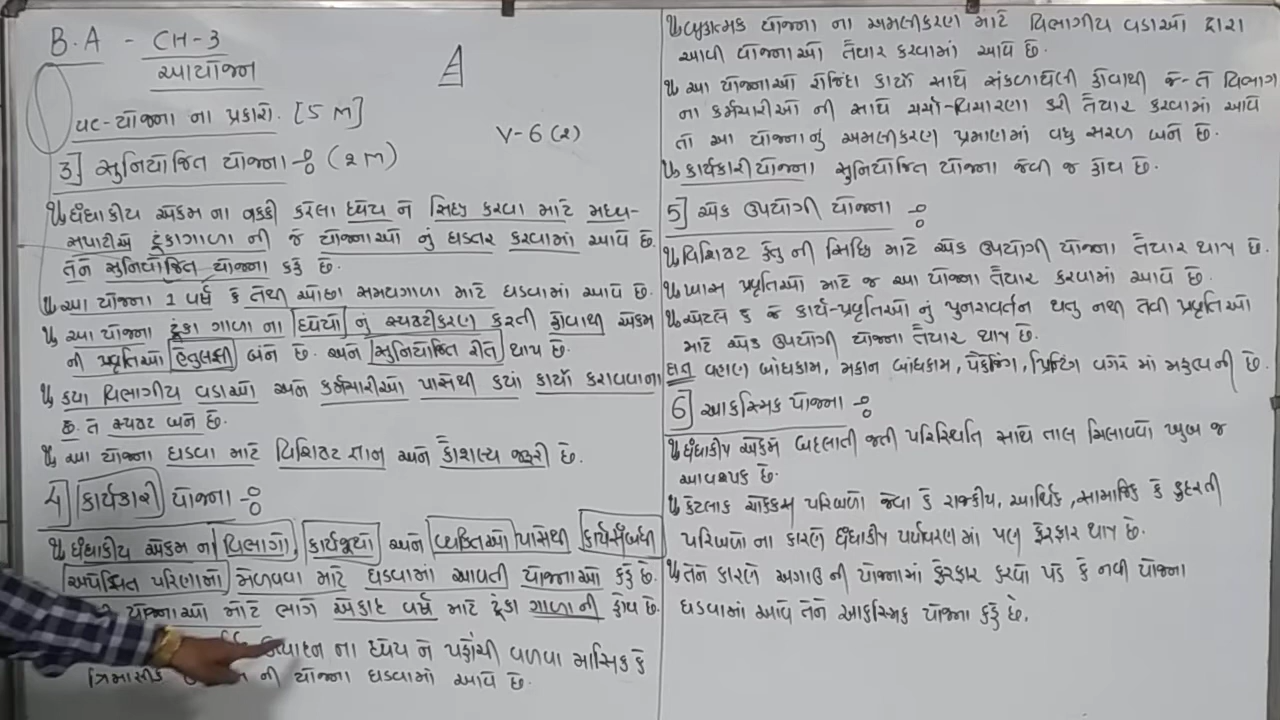 B.A - CH-3
આયોજન
પ્ર-યોજના ના પ્રકારો. [5 M]
V-6 (2)
3] સુનિયોજિત યોજના - (2 M)
ધંધાકીય એકમ ના નક્કી કરેલા ધ્યેય ને સિધ્ધ કરવા માટે મધ્ય-
સપાટીએ ટૂંકાગાળા ની જે યોજનાઓ નું ઘડતર કરવામાં આવે છે.
તેને સુનિયોજિત યોજના કહે છે.
આ યોજના 1 વર્ષ કે તેથી ઓછા સમયગાળા માટે ઘડવામાં આવે છે.
આ યોજના ટૂંકા ગાળા ના ધ્યેયો નું સ્પષ્ટીકરણ કરતી હોવાથી એકમ
ની પ્રવૃતિઓ હેતુલક્ષી બને છે. અને સુનિયોજિત રીતે થાય છે.
કયા વિભાગીય વડાઓ અને કર્મચારીઓ પાસેથી કયાં કાર્યો કરાવવાના
છે. તે સ્પષ્ટ બને છે.
આ યોજના ઘડવા માટે વિશિષ્ટ જ્ઞાન અને કૌશલ્ય જરૂરી છે.
4] કાર્યકારી યોજના -
ધંધાકીય એકમ ના વિભાગો, કાર્યજૂથો અને વ્યક્તિઓ પાસેથી કાર્યસંબંધી
અપેક્ષિત પરિણામો મેળવવા માટે ઘડવામાં આવતી યોજનાઓ કહે છે.
યોજનાઓ માટે ભાગે એકાદ વર્ષ માટે ટૂંકા ગાળાની હોય છે.
ના ધ્યેય ને પહોંચી વળવા માસિક કે
ત્રિમાસીક ની યોજના ઘડવામાં આવે છે.
વ્યુહાત્મક યોજના ના અમલીકરણ માટે વિભાગીય વડાઓ દ્વારા
આવી યોજનાઓ તૈયાર કરવામાં આવે છે.
આ યોજનાઓ રોજિંદા કાર્યો સાથે સંકળાયેલી હોવાથી જે-તે વિભાગ
ના કર્મચારીઓ ની સાથે ચર્ચા-વિચારણા કરી તૈયાર કરવામાં આવે
તો આ યોજનાનું અમલીકરણ પ્રમાણમાં વધુ સરળ બને છે.
કાર્યકારી યોજના સુનિયોજિત યોજના જેવી જ હોય છે.
5] એક ઉપયોગી યોજના -
વિશિષ્ટ હેતુ ની સિધ્ધિ માટે એક ઉપયોગી યોજના તૈયાર થાય છે.
ખાસ પ્રવૃતિઓ માટે જ આ યોજના તૈયાર કરવામાં આવે છે.
એટલે કે જે કાર્ય-પ્રવૃતિઓ નું પુનરાવર્તન થતુ નથી તેવી પ્રવૃતિઓ
માટે એક ઉપયોગી યોજના તૈયાર થાય છે.
દાત વહાણ બાંધકામ, મકાન બાંધકામ, પેકેજિંગ, પ્રિન્ટિંગ વગેરે માં મહત્વની છે.
6] આકસ્મિક યોજના -
ધંધાકીય એકમે બદલાતી જતી પરિસ્થિતિ સાથે તાલ મિલાવવો ખુબ જ
આવશ્યક છે.
કેટલાક ચોક્કસ પરિબળો જેવા કે રાજકીય, આર્થિક, સામાજિક કે કુદરતી
પરિબળો ના કારણે ધંધાકીય પર્યાવરણ માં પણ ફેરફાર થાય છે.
તેને કારણે અગાઉ ની યોજનામાં ફેરફાર કરવો પડે કે નવી યોજના
ઘડવામાં આવે તેને આકસ્મિક યોજના કહે છે.